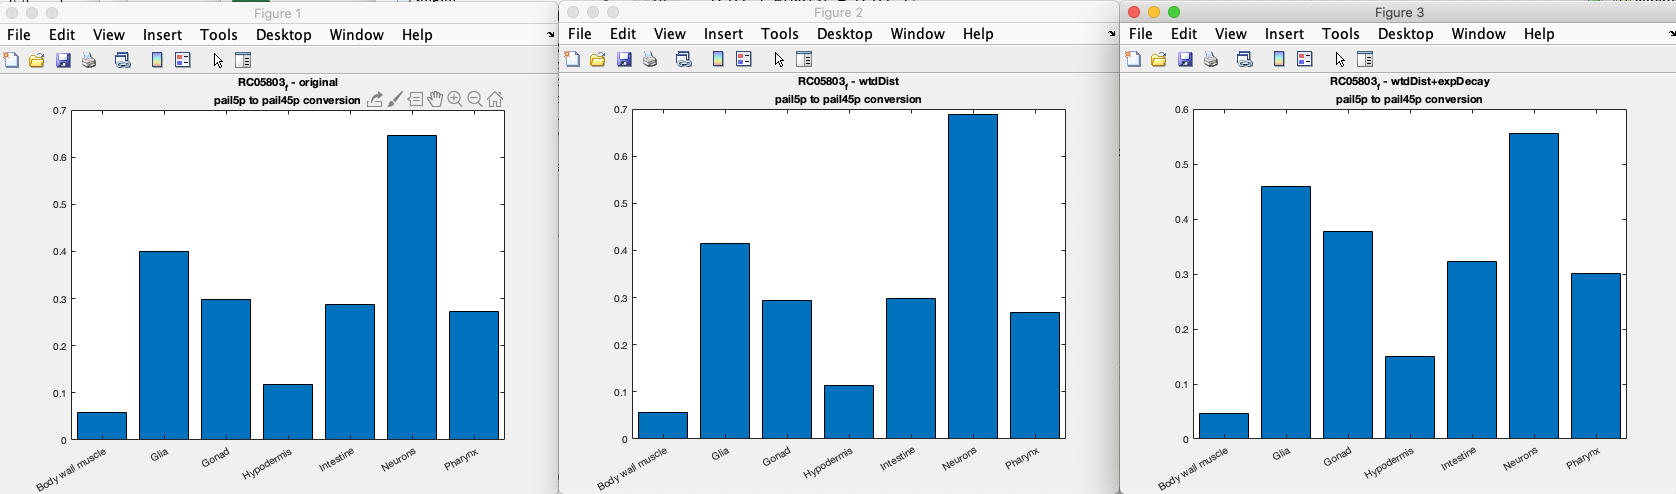 Figure 1
File Edit View Insert Tools Desktop Window Help
RC05803f - original
pail5p to pail45p conversion
0.7
0.6
0.5
0.4
0.3
0.2
0.1
0
Body wall muscle
Glia
Gonad
Hypodermis
Intestine
Neurons
Pharynx
Figure 2
File Edit View Insert Tools Desktop Window Help
RC05803f - wtdDist
pail5p to pail45p conversion
0.7
0.6
0.5
0.4
0.3
0.2
0.1
0
Body wall muscle
Glia
Gonad
Hypodermis
Intestine
Neurons
Pharynx
Figure 3
File Edit View Insert Tools Desktop Window Help
RC05803f - wtdDist+expDecay
pail5p to pail45p conversion
0.6
0.5
0.4
0.3
0.2
0.1
0
Body wall muscle
Glia
Gonad
Hypodermis
Intestine
Neurons
Pharynx